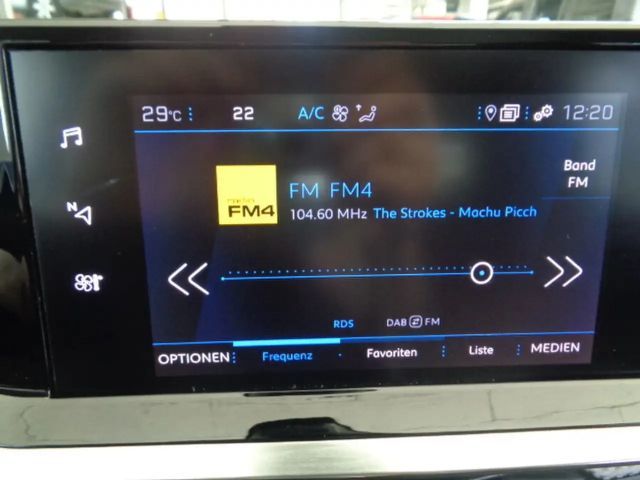 29°C 22 A/C 12:20
N
Band
FM
FM4
FM FM4
104.60 MHz The Strokes - Machu Picch
RDS DAB FM
OPTIONEN Frequenz Favoriten Liste MEDIEN